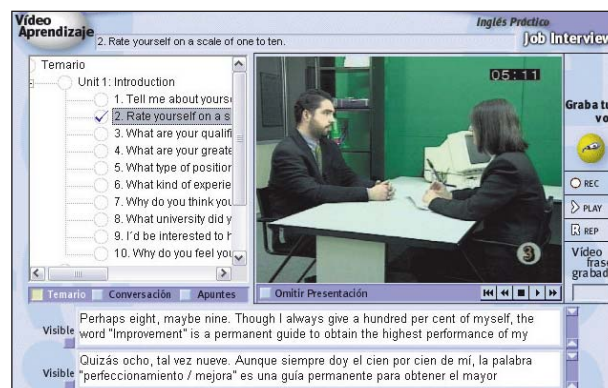 Vídeo
Aprendizaje
Inglés Práctico
2. Rate yourself on a scale of one to ten.
Job Interview
Temario
Unit 1: Introduction
1. Tell me about yours
2. Rate yourself on a s
3. What are your qualifi
4. What are your greate
5. What type of position
6. What kind of experie
7. Why do you think you
8. What university did y
9. I'd be interested to h
10. Why do you feel you
05:11
3
Graba tu
vo
REC
PLAY
R REP
Vídeo
fras
grabad
Temario Conversación Apuntes
Omitir Presentación
Visible
Perhaps eight, maybe nine. Though I always give a hundred per cent of myself, the
word "Improvement" is a permanent guide to obtain the highest performance of my
Visible
Quizás ocho, tal vez nueve. Aunque siempre doy el cien por cien de mí, la palabra
"perfeccionamiento / mejora" es una guía permanente para obtener el mayor